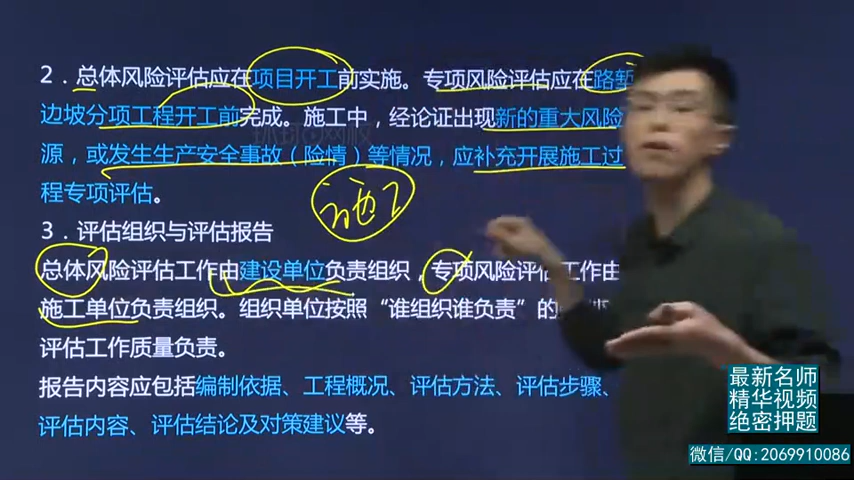 2．总体风险评估应在项目开工前实施。专项风险评估应在路堑
边坡分项工程开工前完成。施工中，经论证出现新的重大风险
源，或发生生产安全事故（险情）等情况，应补充开展施工过
程专项评估。
施工
3．评估组织与评估报告
总体风险评估工作由建设单位负责组织，专项风险评估工作由
施工单位负责组织。组织单位按照“谁组织谁负责”的
评估工作质量负责。
报告内容应包括编制依据、工程概况、评估方法、评估步骤、
评估内容、评估结论及对策建议等。
最新名师
精华视频
绝密押题
微信/QQ:2069910086